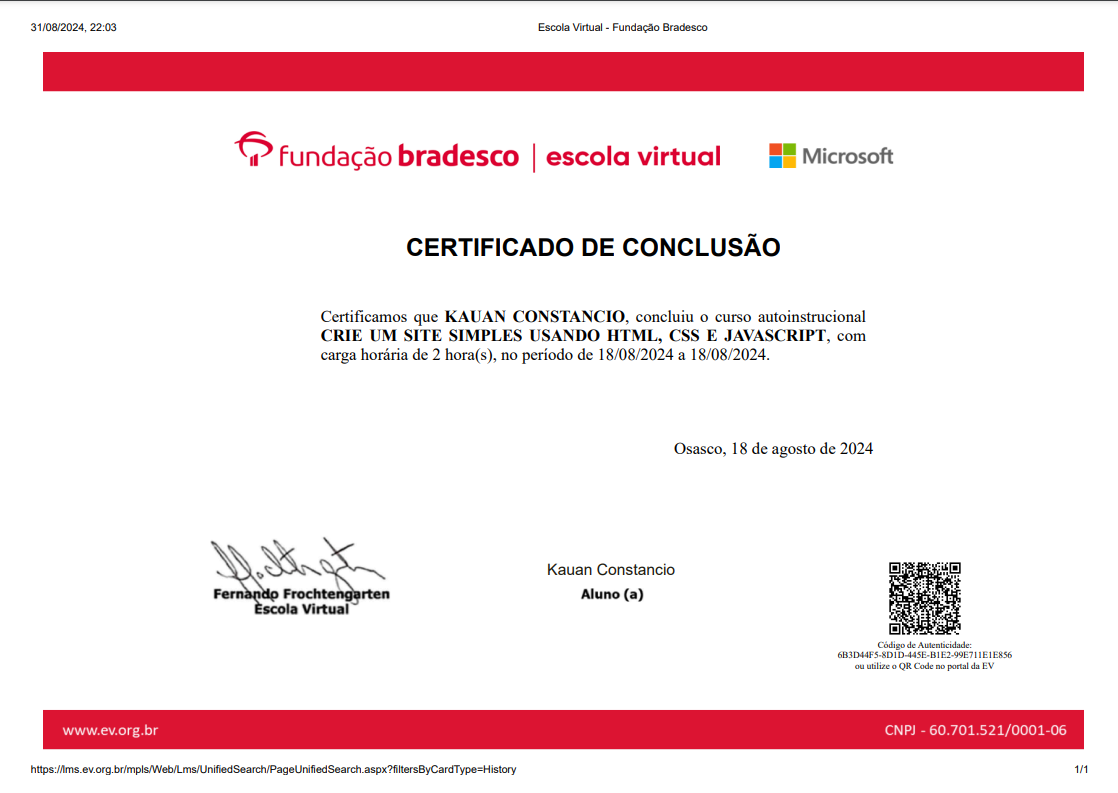 31/08/2024, 22:03
Escola Virtual - Fundação Bradesco
fundação bradesco | escola virtual
Microsoft
CERTIFICADO DE CONCLUSÃO
Certificamos que KAUAN CONSTANCIO, concluiu o curso autoinstrucional
CRIE UM SITE SIMPLES USANDO HTML, CSS E JAVASCRIPT, com
carga horária de 2 hora(s), no período de 18/08/2024 a 18/08/2024.
Osasco, 18 de agosto de 2024
Fernando Frochtengarten
Escola Virtual
Kauan Constancio
Aluno (a)
Código de Autenticidade:
6B3D44F5-8D1D-445E-B1E2-99E711E1E856
ou utilize o QR Code no portal da EV
www.ev.org.br
CNPJ - 60.701.521/0001-06
https://lms.ev.org.br/mpls/Web/Lms/UnifiedSearch/PageUnifiedSearch.aspx?filtersByCardType=History
1/1